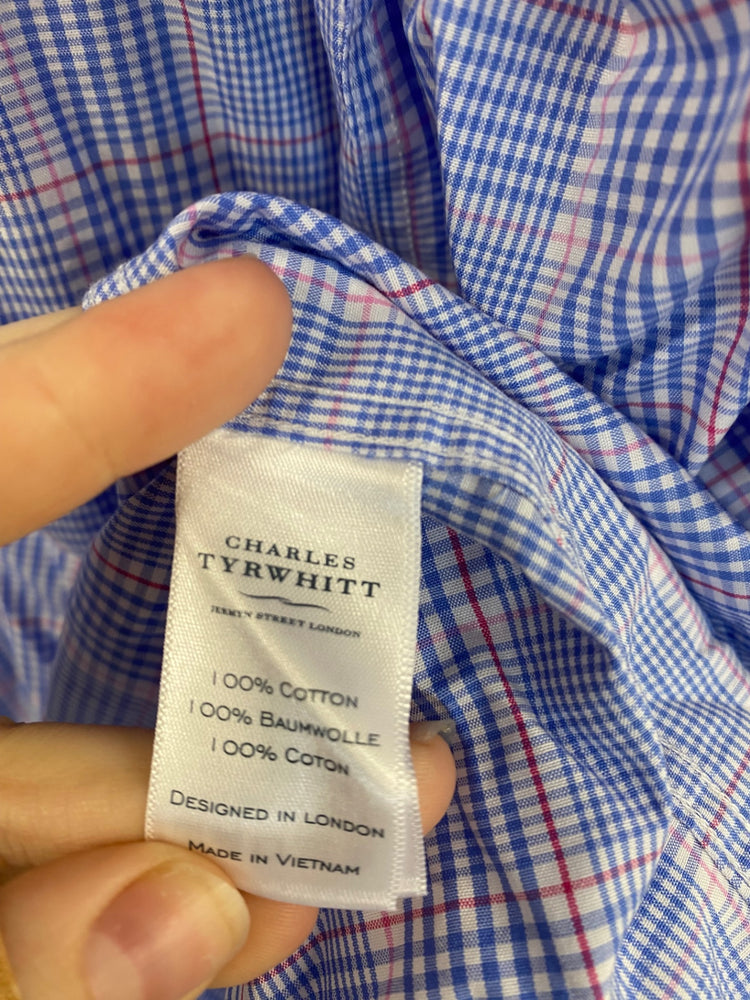 CHARLES
TYRWHITT
JERMYN STREET LONDON
100% COTTON
100% BAUMWOLLE
100% COTON
DESIGNED IN LONDON
MADE IN VIETNAM